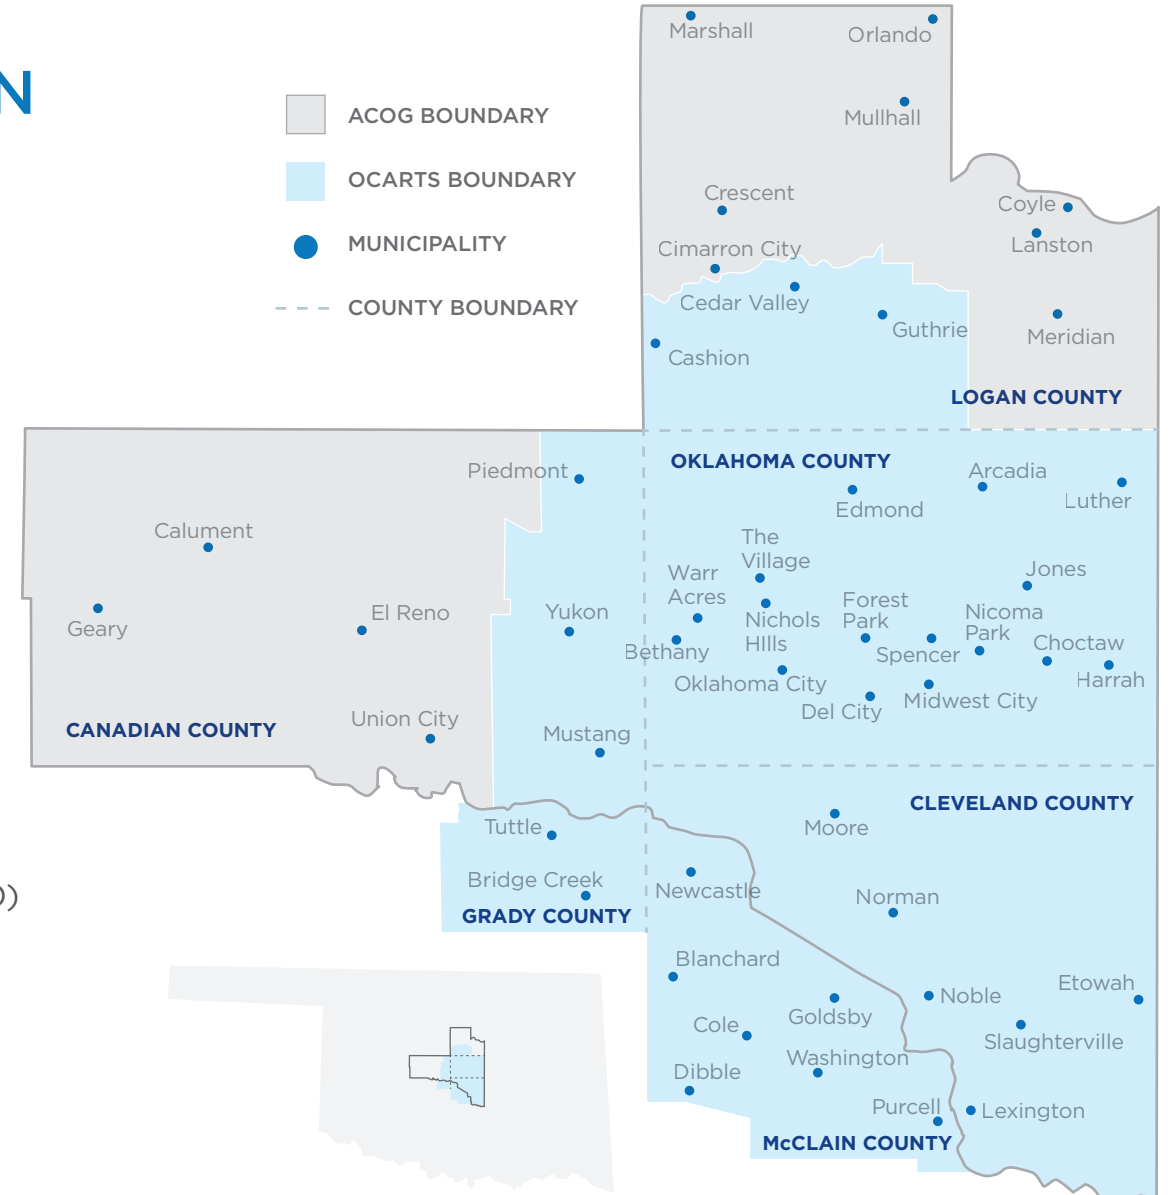 N
ACOG BOUNDARY
OCARTS BOUNDARY
MUNICIPALITY
COUNTY BOUNDARY
Marshall
Orlando
Mullhall
Crescent
Coyle
Lanston
Cimarron City
Cedar Valley
Guthrie
Meridian
Cashion
LOGAN COUNTY
Piedmont
OKLAHOMA COUNTY
Arcadia
Luther
Edmond
Calument
The
Village
Warr
Acres
Jones
Forest
Park
Nicoma
Park
Geary
El Reno
Yukon
Nichols
HIlls
Bethany
Spencer
Choctaw
Harrah
Oklahoma City
Del City
Midwest City
CANADIAN COUNTY
Union City
Mustang
CLEVELAND COUNTY
Tuttle
Moore
Bridge Creek
Newcastle
Norman
GRADY COUNTY
)
Blanchard
Etowah
Noble
Goldsby
Cole
Slaughterville
Washington
Dibble
Purcell
Lexington
McCLAIN COUNTY